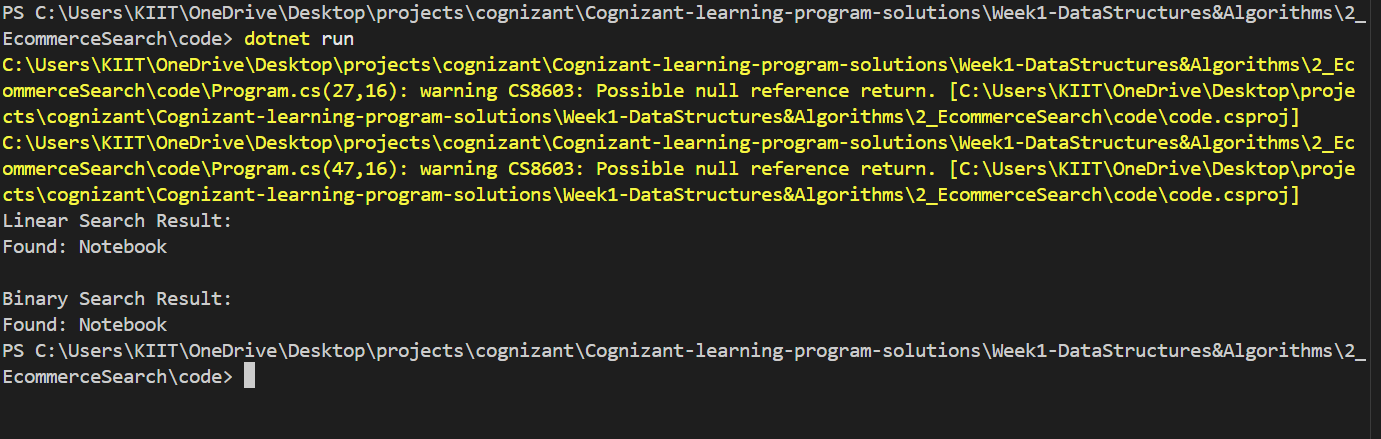 PS C:\Users\KIIT\OneDrive\Desktop\projects\cognizant\Cognizant-learning-program-solutions\Week1-DataStructures&Algorithms\2_
EcommerceSearch\code> dotnet run
C:\Users\KIIT\OneDrive\Desktop\projects\cognizant\Cognizant-learning-program-solutions\Week1-DataStructures&Algorithms\2_Ec
ommerceSearch\code\Program.cs(27,16): warning CS8603: Possible null reference return. [C:\Users\KIIT\OneDrive\Desktop\proje
cts\cognizant\Cognizant-learning-program-solutions\Week1-DataStructures&Algorithms\2_EcommerceSearch\code\code.csproj]
C:\Users\KIIT\OneDrive\Desktop\projects\cognizant\Cognizant-learning-program-solutions\Week1-DataStructures&Algorithms\2_Ec
ommerceSearch\code\Program.cs(47,16): warning CS8603: Possible null reference return. [C:\Users\KIIT\OneDrive\Desktop\proje
cts\cognizant\Cognizant-learning-program-solutions\Week1-DataStructures&Algorithms\2_EcommerceSearch\code\code.csproj]
Linear Search Result:
Found: Notebook
Binary Search Result:
Found: Notebook
PS C:\Users\KIIT\OneDrive\Desktop\projects\cognizant\Cognizant-learning-program-solutions\Week1-DataStructures&Algorithms\2_
EcommerceSearch\code>